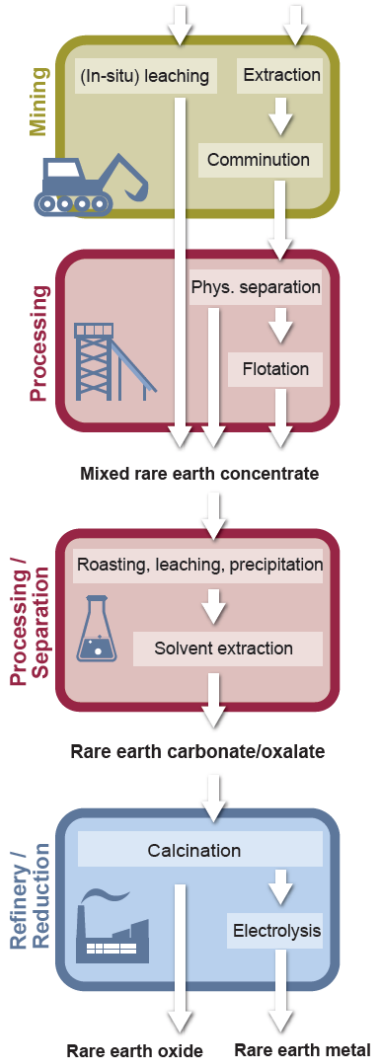 Mining
(In-situ) leaching
Extraction
Comminution
Processing
Phys. separation
Flotation
Mixed rare earth concentrate
Processing /
Separation
Roasting, leaching, precipitation
Solvent extraction
Rare earth carbonate/oxalate
Refinery /
Reduction
Calcination
Electrolysis
Rare earth oxide
Rare earth metal